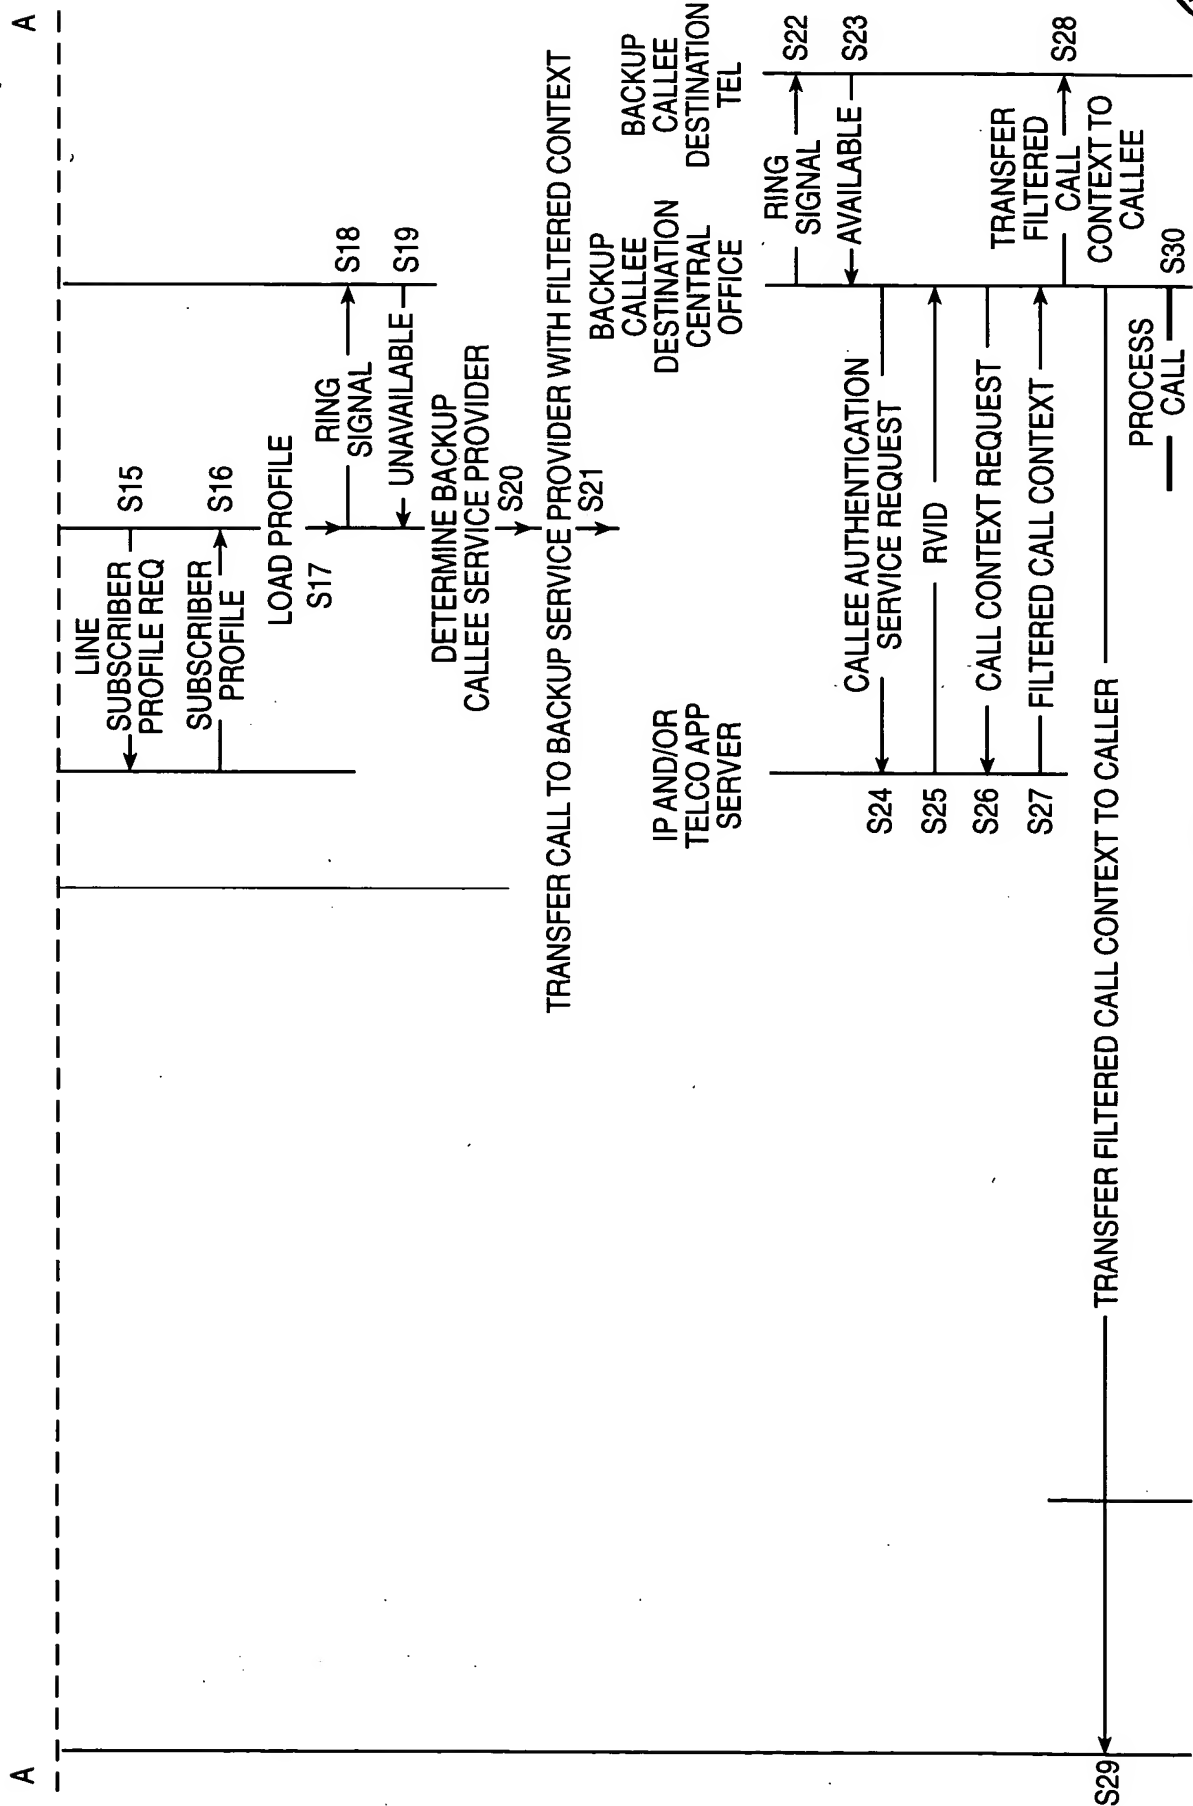 A
A
LINE
SUBSCRIBER
PROFILE REQ
S15
SUBSCRIBER
PROFILE
S16
LOAD PROFILE
S17
RING
SIGNAL
S18
UNAVAILABLE
S19
DETERMINE BACKUP
CALLEE SERVICE PROVIDER
S20
TRANSFER CALL TO BACKUP SERVICE PROVIDER WITH FILTERED CONTEXT
S21
IP AND/OR
TELCO APP
SERVER
BACKUP
CALLEE
DESTINATION
CENTRAL
OFFICE
BACKUP
CALLEE
DESTINATION
TEL
RING
SIGNAL
S22
AVAILABLE
S23
S24
CALLEE AUTHENTICATION
SERVICE REQUEST
S25
RVID
S26
CALL CONTEXT REQUEST
S27
FILTERED CALL CONTEXT
TRANSFER
FILTERED
CALL
CONTEXT TO
CALLEE
S28
S29
TRANSFER FILTERED CALL CONTEXT TO CALLER
PROCESS
CALL
S30